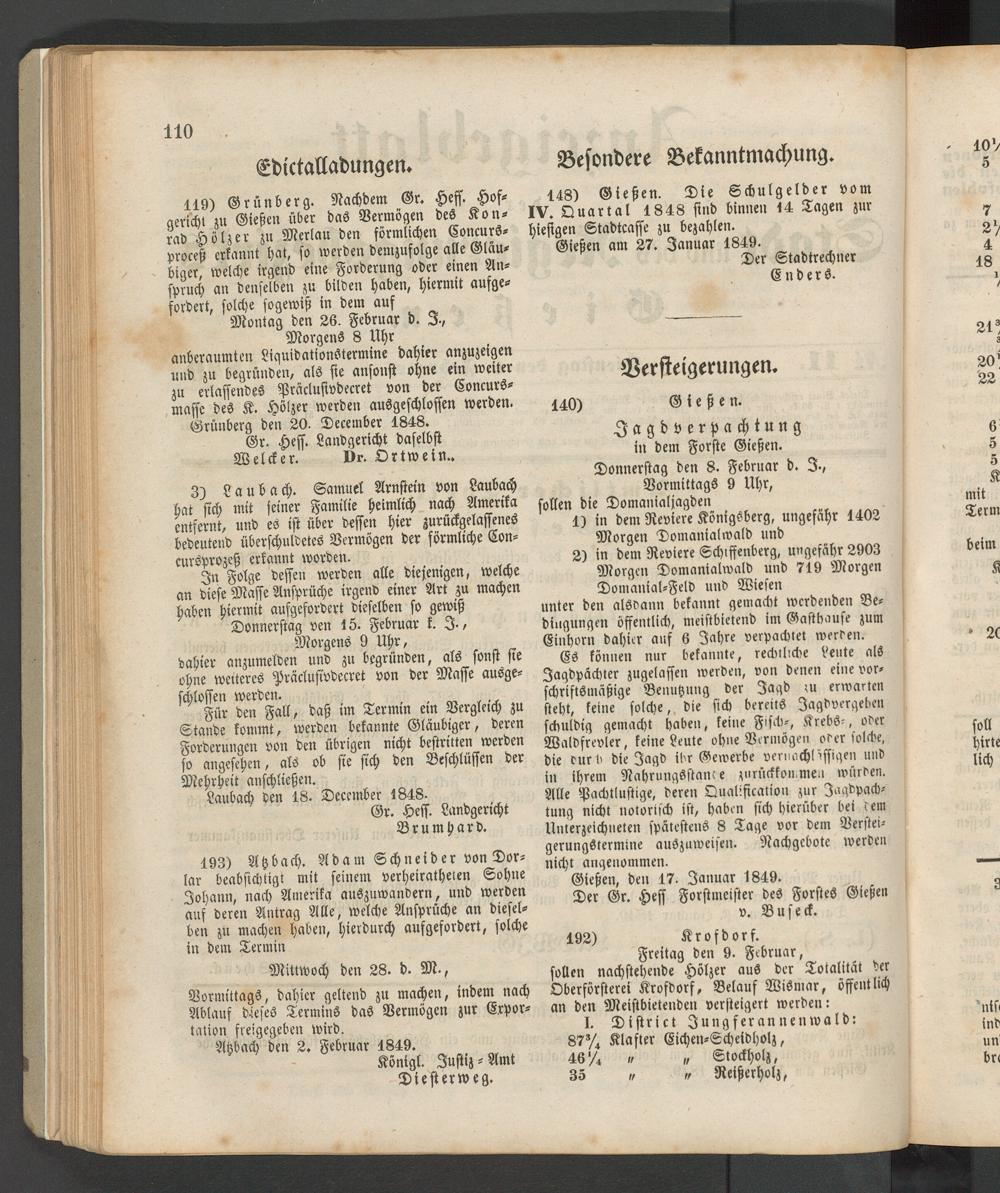 110
Edictalladungen.
119) Grünberg. Nachdem Gr. Hess. Hof-
gericht zu Gießen über das Vermögen des Kon-
rad Hölzer zu Merlau den förmlichen Concurs-
proceß erkannt hat, so werden demzufolge alle Gläu-
biger, welche irgend eine Forderung oder einen An-
spruch an denselben zu bilden haben, hiermit aufge-
fordert, solche sogewiß in dem auf
Montag den 26. Februar d. J.,
Morgens 8 Uhr
anberaumten Liquidationstermine dahier anzuzeigen
und zu begründen, als sie ansonst ohne ein weiter
zu erlassendes Präclusivdecret von der Concurs-
masse des K. Hölzer werden ausgeschlossen werden.
Grünberg den 20. December 1848.
Gr. Hess. Landgericht daselbst
Welcker. Dr. Ortwein..
3) Laubach. Samuel Arnstein von Laubach
hat sich mit seiner Familie heimlich nach Amerika
entfernt, und es ist über dessen hier zurückgelassenes
bedeutend überschuldetes Vermögen der förmliche Con-
cursprozeß erkannt worden.
In Folge dessen werden alle diejenigen, welche
an diese Masse Ansprüche irgend einer Art zu machen
haben hiermit aufgefordert dieselben so gewiß
Donnerstag den 15. Februar k. J.,
Morgens 9 Uhr,
dahier anzumelden und zu begründen, als sonst sie
ohne weiteres Präclusivdecret von der Masse ausge-
schlossen werden.
Für den Fall, daß im Termin ein Vergleich zu
Stande kommt, werden bekannte Gläubiger, deren
Forderungen von den übrigen nicht bestritten werden
so angesehen, als ob sie sich den Beschlüssen der
Mehrheit anschließen.
Laubach den 18. December 1848.
Gr. Hess. Landgericht
Brumhard.
193) Atzbach. Adam Schneider von Dor-
lar beabsichtigt mit seinem verheiratheten Sohne
Johann, nach Amerika auszuwandern, und werden
auf deren Antrag Alle, welche Ansprüche an diesel-
ben zu machen haben, hierdurch aufgefordert, solche
in dem Termin
Mittwoch den 28. d. M.,
Vormittags, dahier geltend zu machen, indem nach
Ablauf dieses Termins das Vermögen zur Expor-
tation freigegeben wird.
Atzbach den 2. Februar 1849.
Königl. Justiz-Amt
Diesterweg.
Besondere Bekanntmachung.
148) Gießen. Die Schulgelder vom
IV. Quartal 1848 sind binnen 14 Tagen zur
hiesigen Stadtcasse zu bezahlen.
Gießen am 27. Januar 1849.
Der Stadtrechner
Enders.
Versteigerungen.
140) Gießen.
Jagdverpachtung
in dem Forste Gießen.
Donnerstag den 8. Februar d. J.,
Vormittags 9 Uhr,
sollen die Domanialjagden
1) in dem Reviere Königsberg, ungefähr 1402
Morgen Domanialwald und
2) in dem Reviere Schiffenberg, ungefähr 2903
Morgen Domanialwald und 719 Morgen
Domanial-Feld und Wiesen
unter den alsdann bekannt gemacht werdenden Be-
dingungen öffentlich, meistbietend im Gasthause zum
Einhorn dahier auf 6 Jahre verpachtet werden.
Es können nur bekannte, rechtliche Leute als
Jagdpächter zugelassen werden, von denen eine vor-
schriftsmäßige Benutzung der Jagd zu erwarten
steht, keine solche, die sich bereits Jagdvergehen
schuldig gemacht haben, keine Fisch-, Krebs-, oder
Waldfrevler, keine Leute ohne Vermögen oder solche,
die durch die Jagd ihr Gewerbe vernachlässigen und
in ihrem Nahrungsstande zurückkommen würden.
Alle Pachtlustige, deren Qualification zur Jagdpach-
tung nicht notorisch ist, haben sich hierüber bei dem
Unterzeichneten spätestens 8 Tage vor dem Verstei-
gerungstermine auszuweisen. Nachgebote werden
nicht angenommen.
Gießen, den 17. Januar 1849.
Der Gr. Hess Forstmeister des Forstes Gießen
v. Buseck.
192) Krofdorf.
Freitag den 9. Februar,
sollen nachstehende Hölzer aus der Totalität der
Oberförsterei Krofdorf, Belauf Wismar, öffentlich
an den Meistbietenden versteigert werden:
I. District Jungferannenwald:
87¾ Klafter Eichen-Scheidholz,
46¼ " " Stockholz,
35 " " Reißerholz,